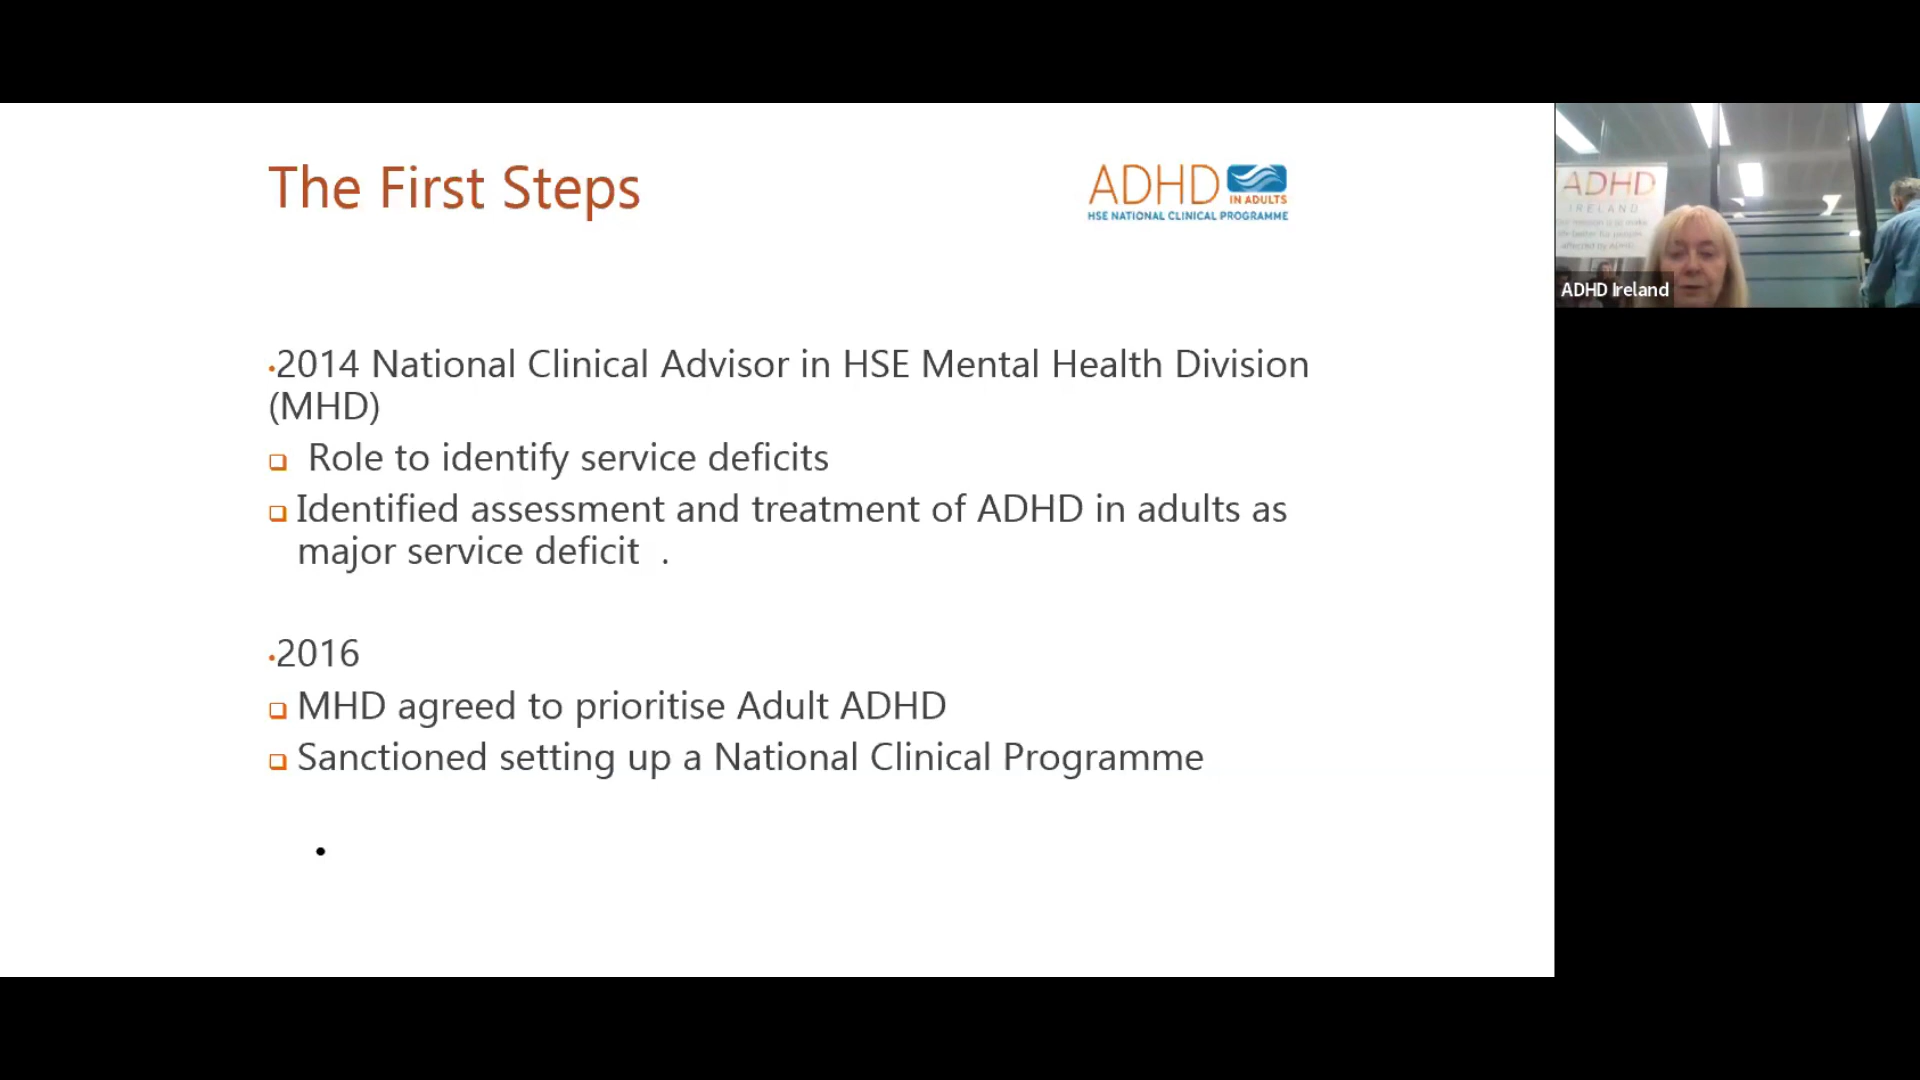 The First Steps
ADHD
IN ADULTS
HSE NATIONAL CLINICAL PROGRAMME
•2014 National Clinical Advisor in HSE Mental Health Division
(MHD)
❑ Role to identify service deficits
❑ Identified assessment and treatment of ADHD in adults as
major service deficit .
•2016
❑ MHD agreed to prioritise Adult ADHD
❑ Sanctioned setting up a National Clinical Programme
•
ADHD
IRELAND
ADHD Ireland